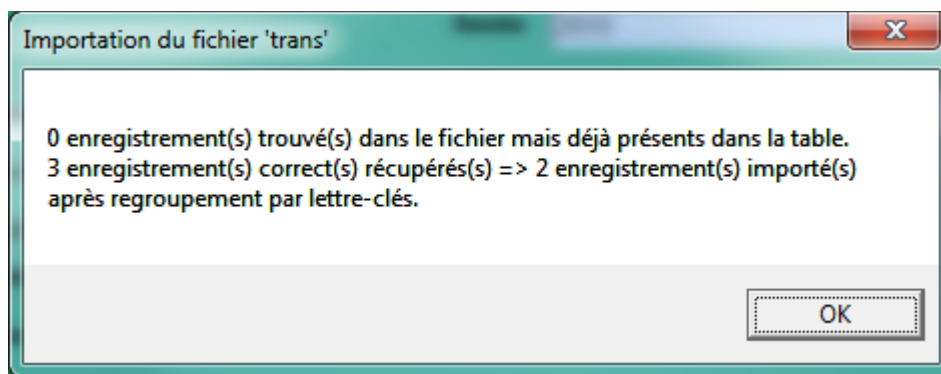 Importation du fichier 'trans'
0 enregistrement(s) trouvé(s) dans le fichier mais déjà présents dans la table.
3 enregistrement(s) correct(s) récupérés(s) => 2 enregistrement(s) importé(s)
après regroupement par lettre-clés.
OK